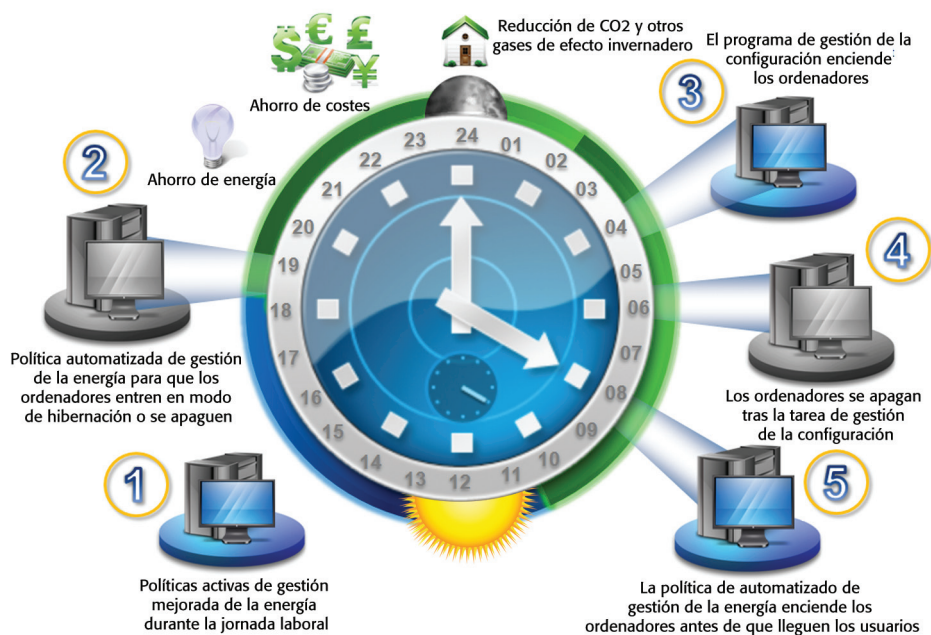 Reducción de CO2 y otros
gases de efecto invernadero
$ € £ ¥
Ahorro de costes
Ahorro de energía
3
El programa de gestión de la
configuración enciende
los ordenadores
2
Política automatizada de gestión
de la energía para que los
ordenadores entren en modo
de hibernación o se apaguen
4
Los ordenadores se apagan
tras la tarea de gestión
de la configuración
1
Políticas activas de gestión
mejorada de la energía
durante la jornada laboral
5
La política de automatizado de
gestión de la energía enciende los
ordenadores antes de que lleguen los usuarios
24
01
02
03
04
05
06
07
08
09
10
11
12
13
14
15
16
17
18
19
20
21
22
23